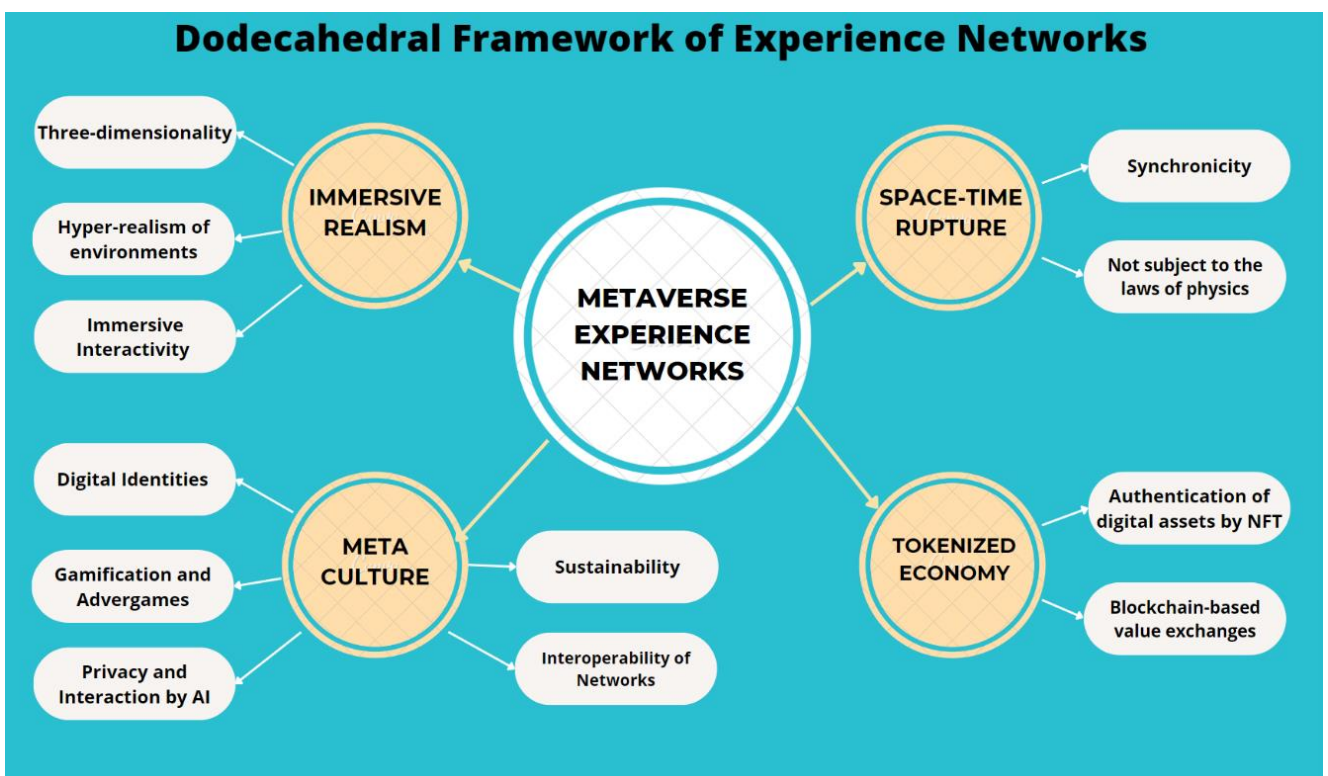 Dodecahedral Framework of Experience Networks
Three-dimensionality
Hyper-realism of
environments
Immersive
Interactivity
IMMERSIVE
REALISM
METAVERSE
EXPERIENCE
NETWORKS
SPACE-TIME
RUPTURE
Synchronicity
Not subject to the
laws of physics
Digital Identities
Gamification and
Advergames
Privacy and
Interaction by AI
META
CULTURE
Sustainability
Interoperability of
Networks
TOKENIZED
ECONOMY
Authentication of
digital assets by NFT
Blockchain-based
value exchanges